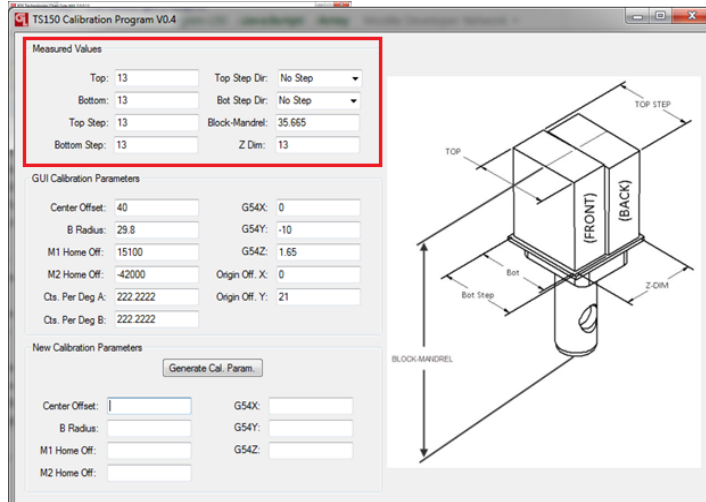 TS150 Calibration Program V0.4
Measured Values
Top: 13 Top Step Dir: No Step
Bottom: 13 Bot Step Dir: No Step
Top Step: 13 Block-Mandrel: 35.665
Bottom Step: 13 Z Dim: 13
GUI Calibration Parameters
Center Offset: 40 G54X: 0
B Radius: 29.8 G54Y: -10
M1 Home Off: 15100 G54Z: 1.65
M2 Home Off: -42000 Origin Off. X: 0
Cts. Per Deg A: 222.2222 Origin Off. Y: 21
Cts. Per Deg B: 222.2222
New Calibration Parameters
Generate Cal. Param.
Center Offset: G54X:
B Radius: G54Y:
M1 Home Off: G54Z:
M2 Home Off:
TOP STEP
TOP
(FRONT)
(BACK)
Bot
Bot Step
Z-DIM
BLOCK-MANDREL